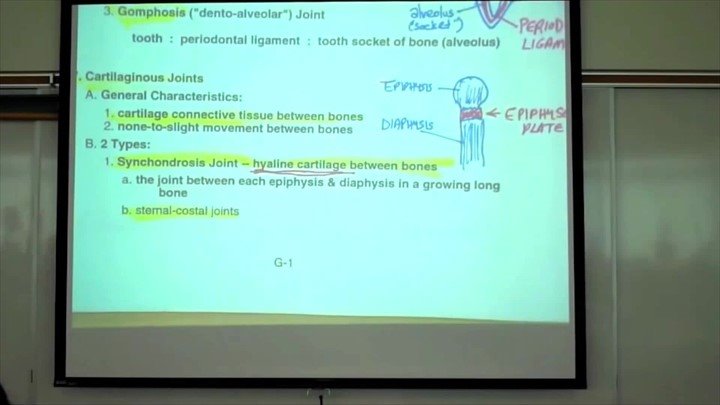 3. Gomphosis ("dento-alveolar") Joint
alveolus
(socket)
PERIOD
LIGAM
tooth : periodontal ligament : tooth socket of bone (alveolus)
. Cartilaginous Joints
A. General Characteristics:
1. cartilage connective tissue between bones
2. none-to-slight movement between bones
B. 2 Types:
1. Synchondrosis Joint -- hyaline cartilage between bones
a. the joint between each epiphysis & diaphysis in a growing long
bone
b. sternal-costal joints
EPIPHYSIS
DIAPHYSIS
← EPIPHYSE
PLATE
G-1